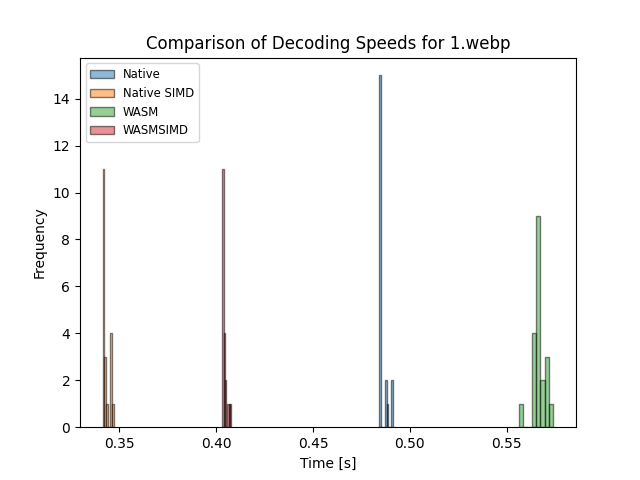 Comparison of Decoding Speeds for 1.webp
Native
Native SIMD
WASM
WASMSIMD
14
12
10
8
6
4
2
0
Frequency
0.35
0.40
0.45
0.50
0.55
Time [s]